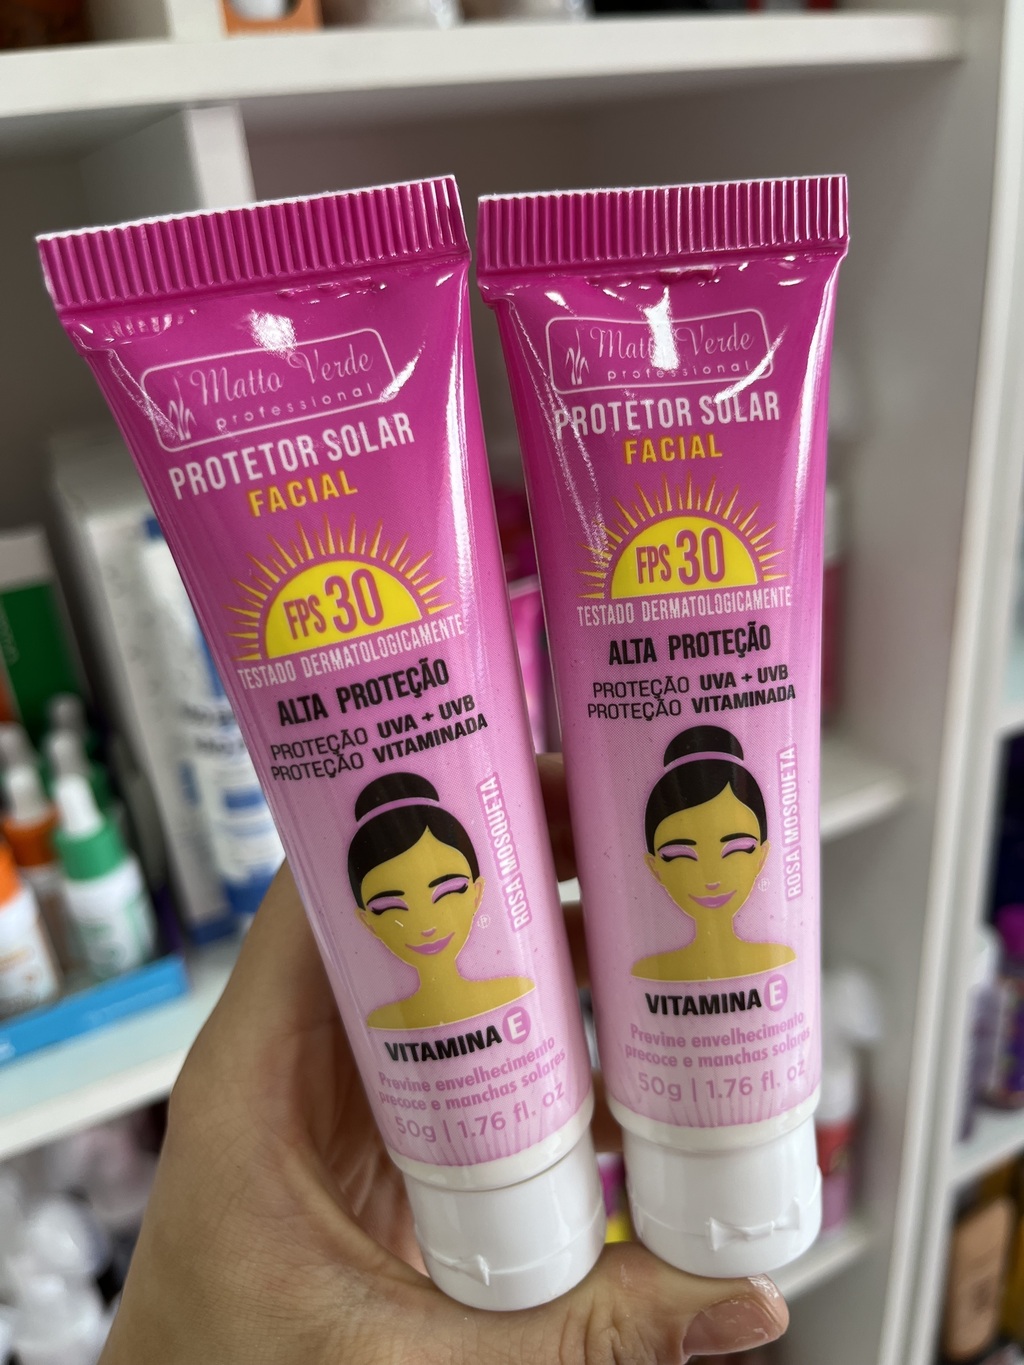 Matto Verde
professional
PROTETOR SOLAR
FACIAL
FPS 30
TESTADO DERMATOLOGICAMENTE
ALTA PROTEÇÃO
PROTEÇÃO UVA + UVB
PROTEÇÃO VITAMINADA
ROSA MOSQUETA
VITAMINA E
Previne envelhecimento
precoce e manchas solares
50g | 1.76 fl. oz
Matto Verde
professional
PROTETOR SOLAR
FACIAL
FPS 30
TESTADO DERMATOLOGICAMENTE
ALTA PROTEÇÃO
PROTEÇÃO UVA + UVB
PROTEÇÃO VITAMINADA
ROSA MOSQUETA
VITAMINA E
Previne envelhecimento
precoce e manchas solares
50g | 1.76 fl. oz